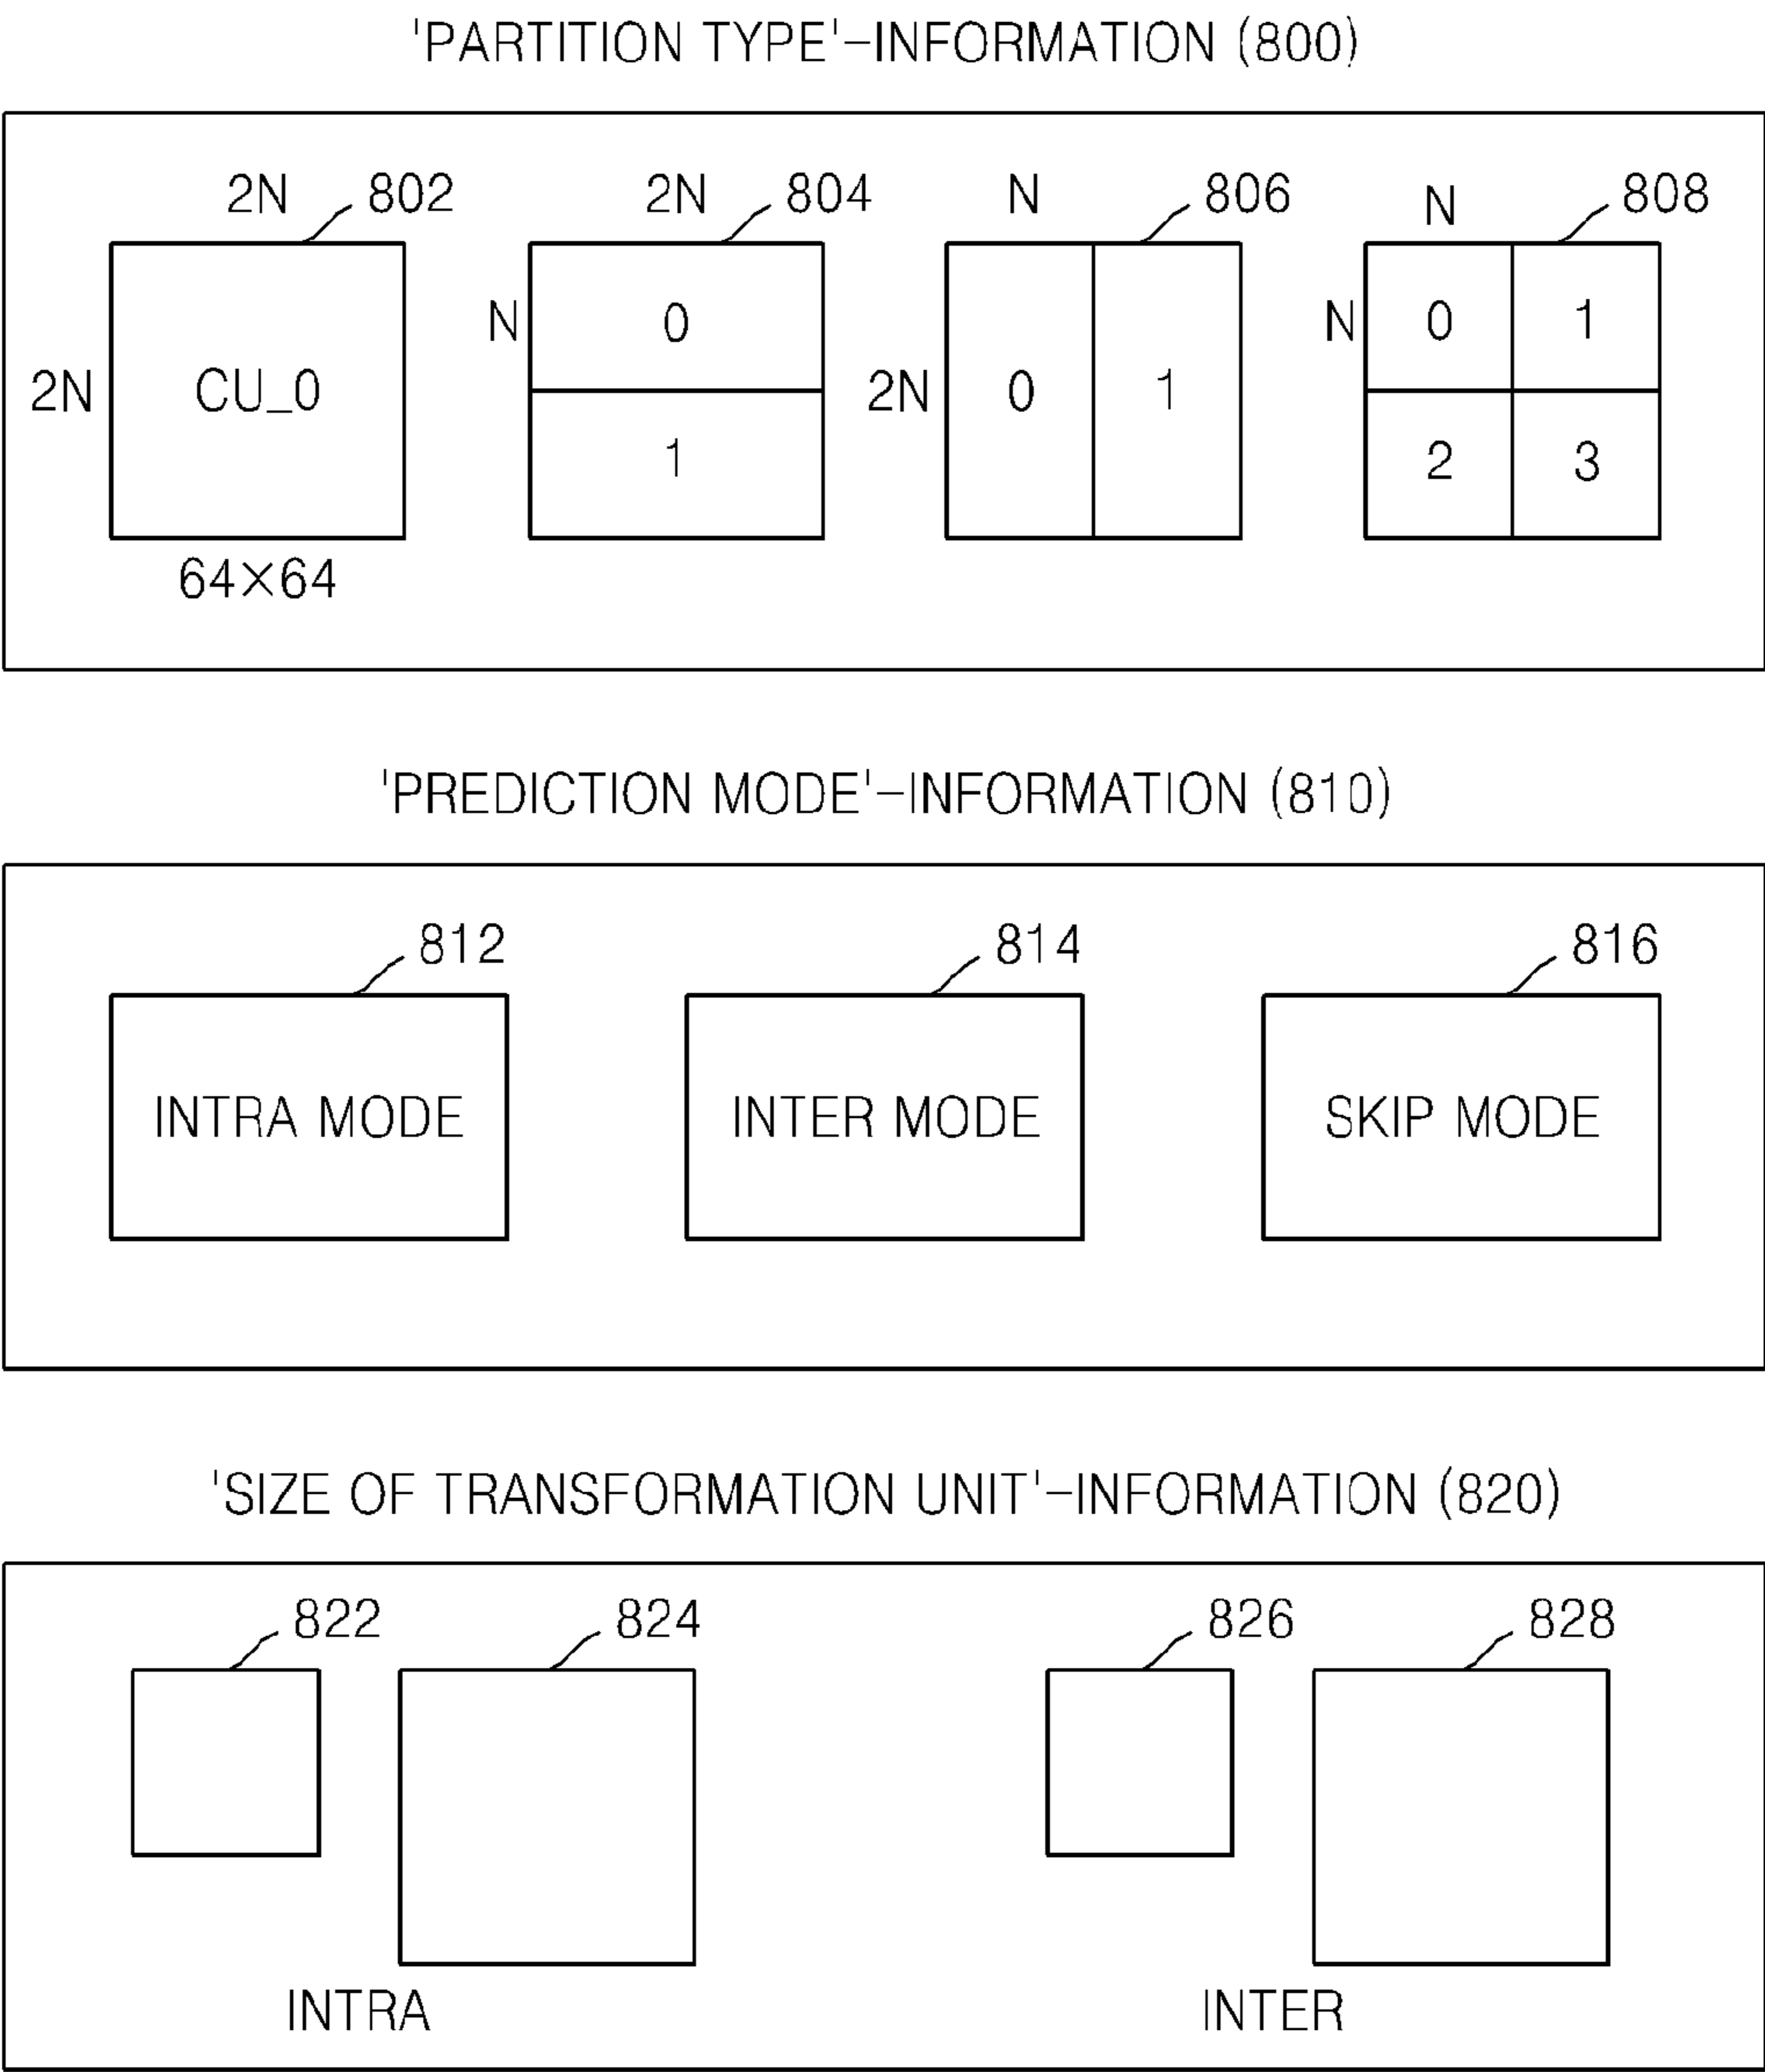 'PARTITION TYPE'-INFORMATION (800)
2N 802 2N 804 N 806 N 808
2N CU_0 N 0 1 2N 0 1 N 0 1 2 3
64×64
'PREDICTION MODE'-INFORMATION (810)
812 814 816
INTRA MODE INTER MODE SKIP MODE
'SIZE OF TRANSFORMATION UNIT'-INFORMATION (820)
822 824 826 828
INTRA INTER